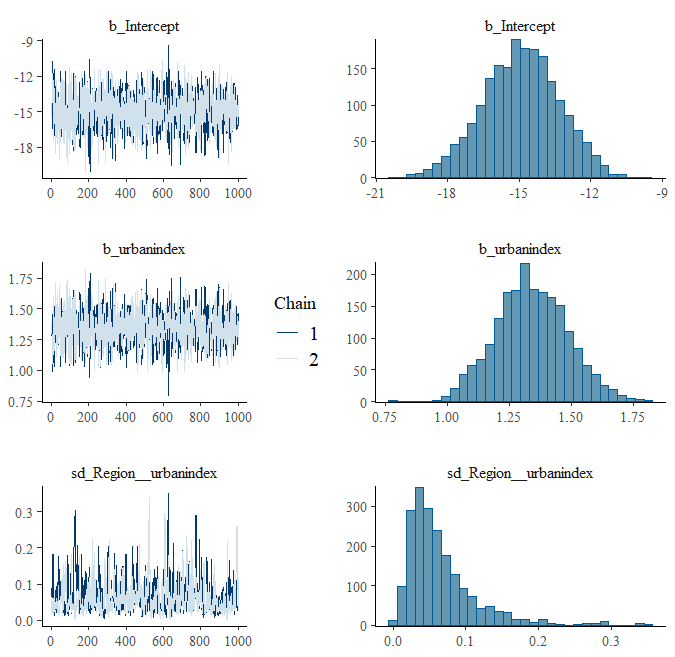 b_Intercept
-9
-12
-15
-18
0 200 400 600 800 1000
b_Intercept
150
100
50
0
-21 -18 -15 -12 -9
b_urbanindex
1.75
1.50
1.25
1.00
0.75
0 200 400 600 800 1000
Chain
1
2
b_urbanindex
200
150
100
50
0
0.75 1.00 1.25 1.50 1.75
sd_Region__urbanindex
0.3
0.2
0.1
0.0
0 200 400 600 800 1000
sd_Region__urbanindex
300
200
100
0
0.0 0.1 0.2 0.3